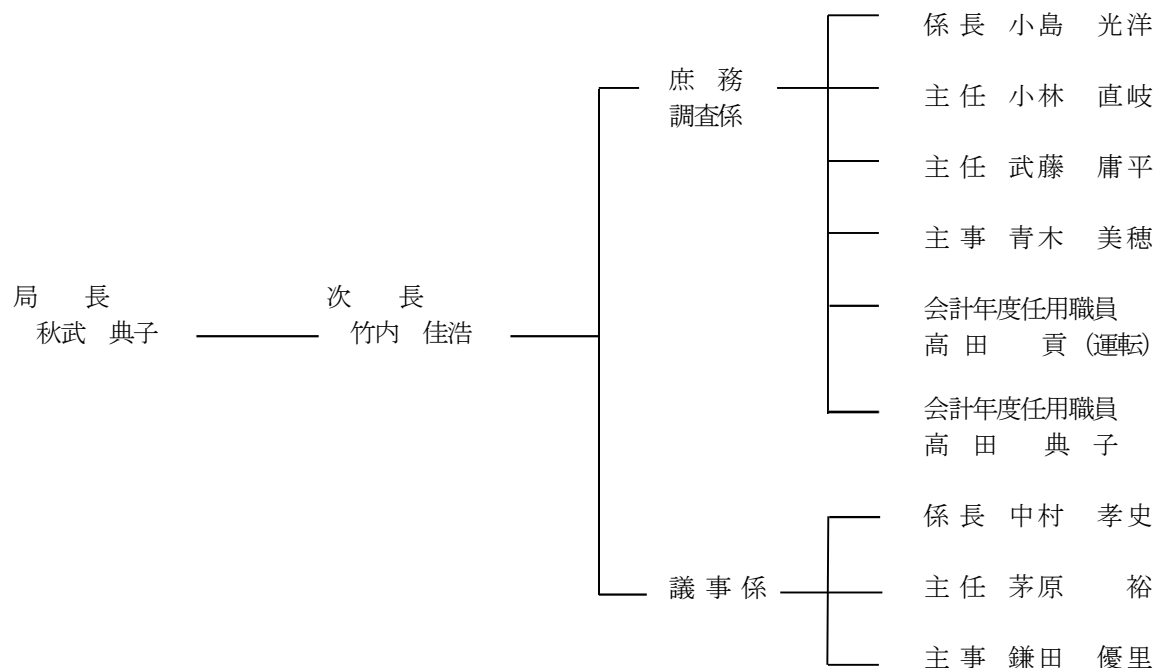 局　長
秋武　典子
次　長
竹内　佳浩
庶　務
調査係
係 長　小島　光洋
主 任　小林　直岐
主 任　武藤　庸平
主 事　青木　美穂
会計年度任用職員
高 田　　貢 (運転)
会計年度任用職員
高　田　　典　子
議 事 係
係 長　中村　孝史
主 任　茅原　　裕
主 事　鎌田　優里